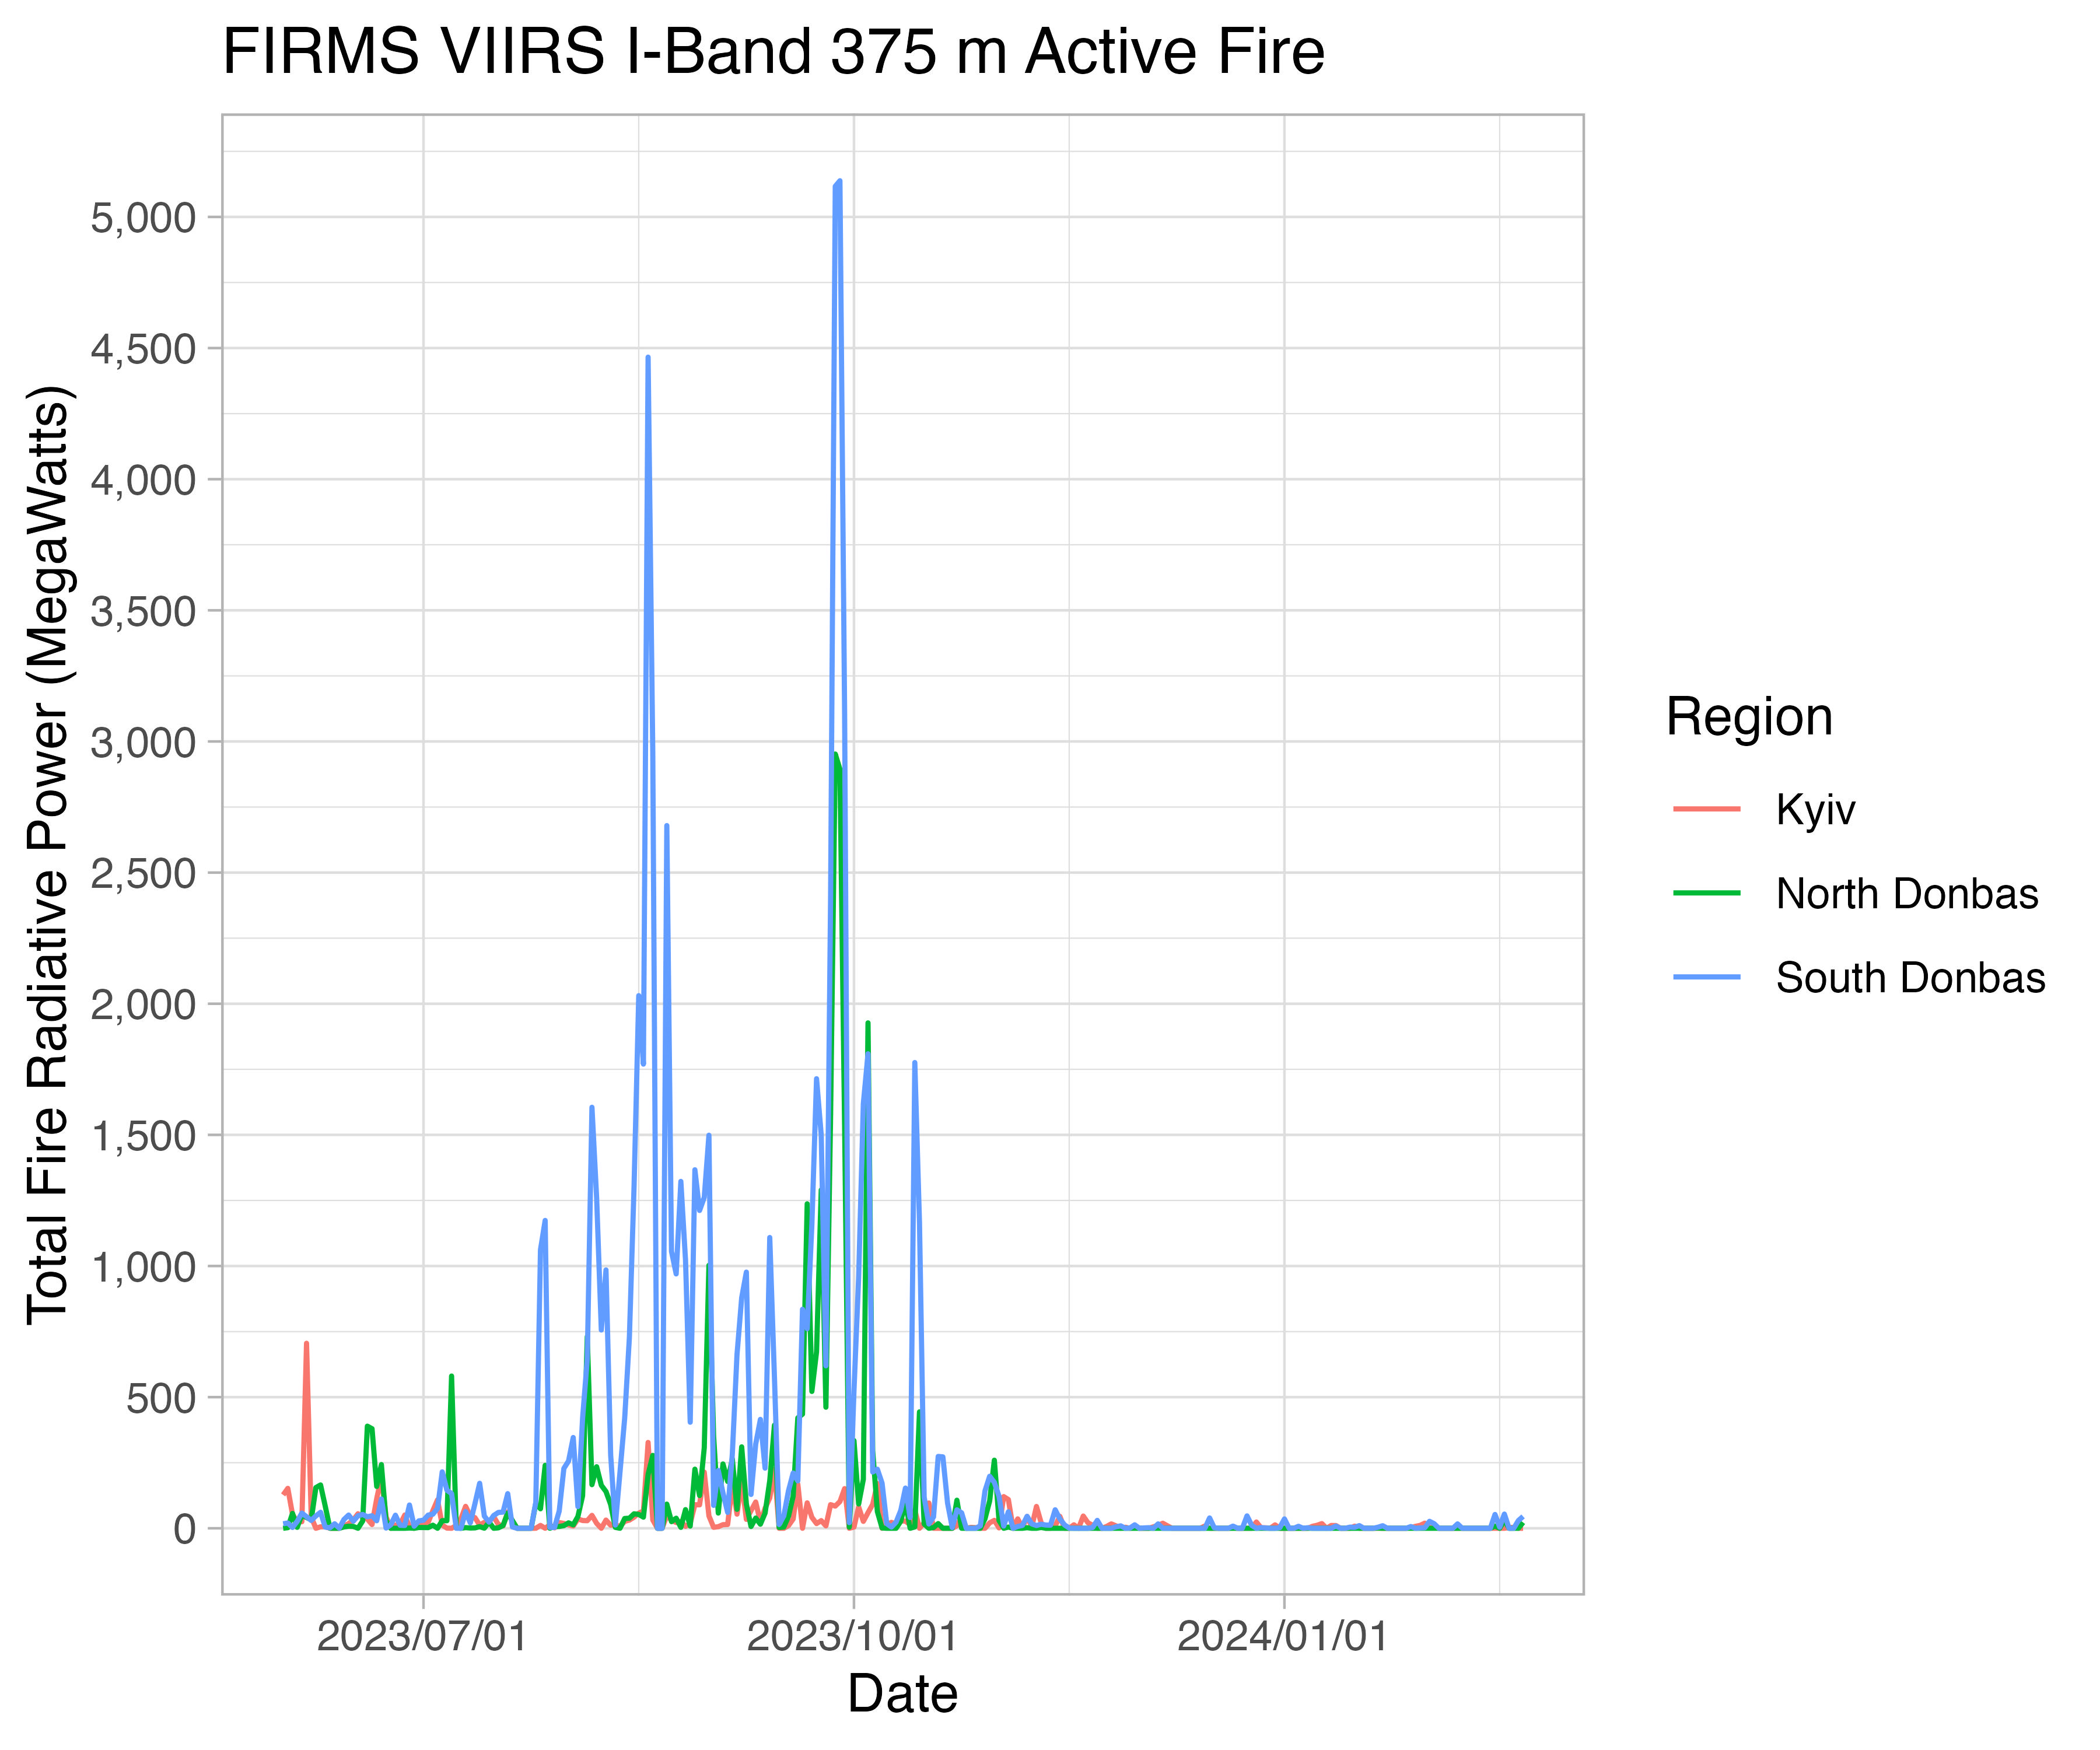 FIRMS VIIRS I-Band 375 m Active Fire
Total Fire Radiative Power (MegaWatts)
5,000
4,500
4,000
3,500
3,000
2,500
2,000
1,500
1,000
500
0
2023/07/01
2023/10/01
2024/01/01
Date
Region
Kyiv
North Donbas
South Donbas